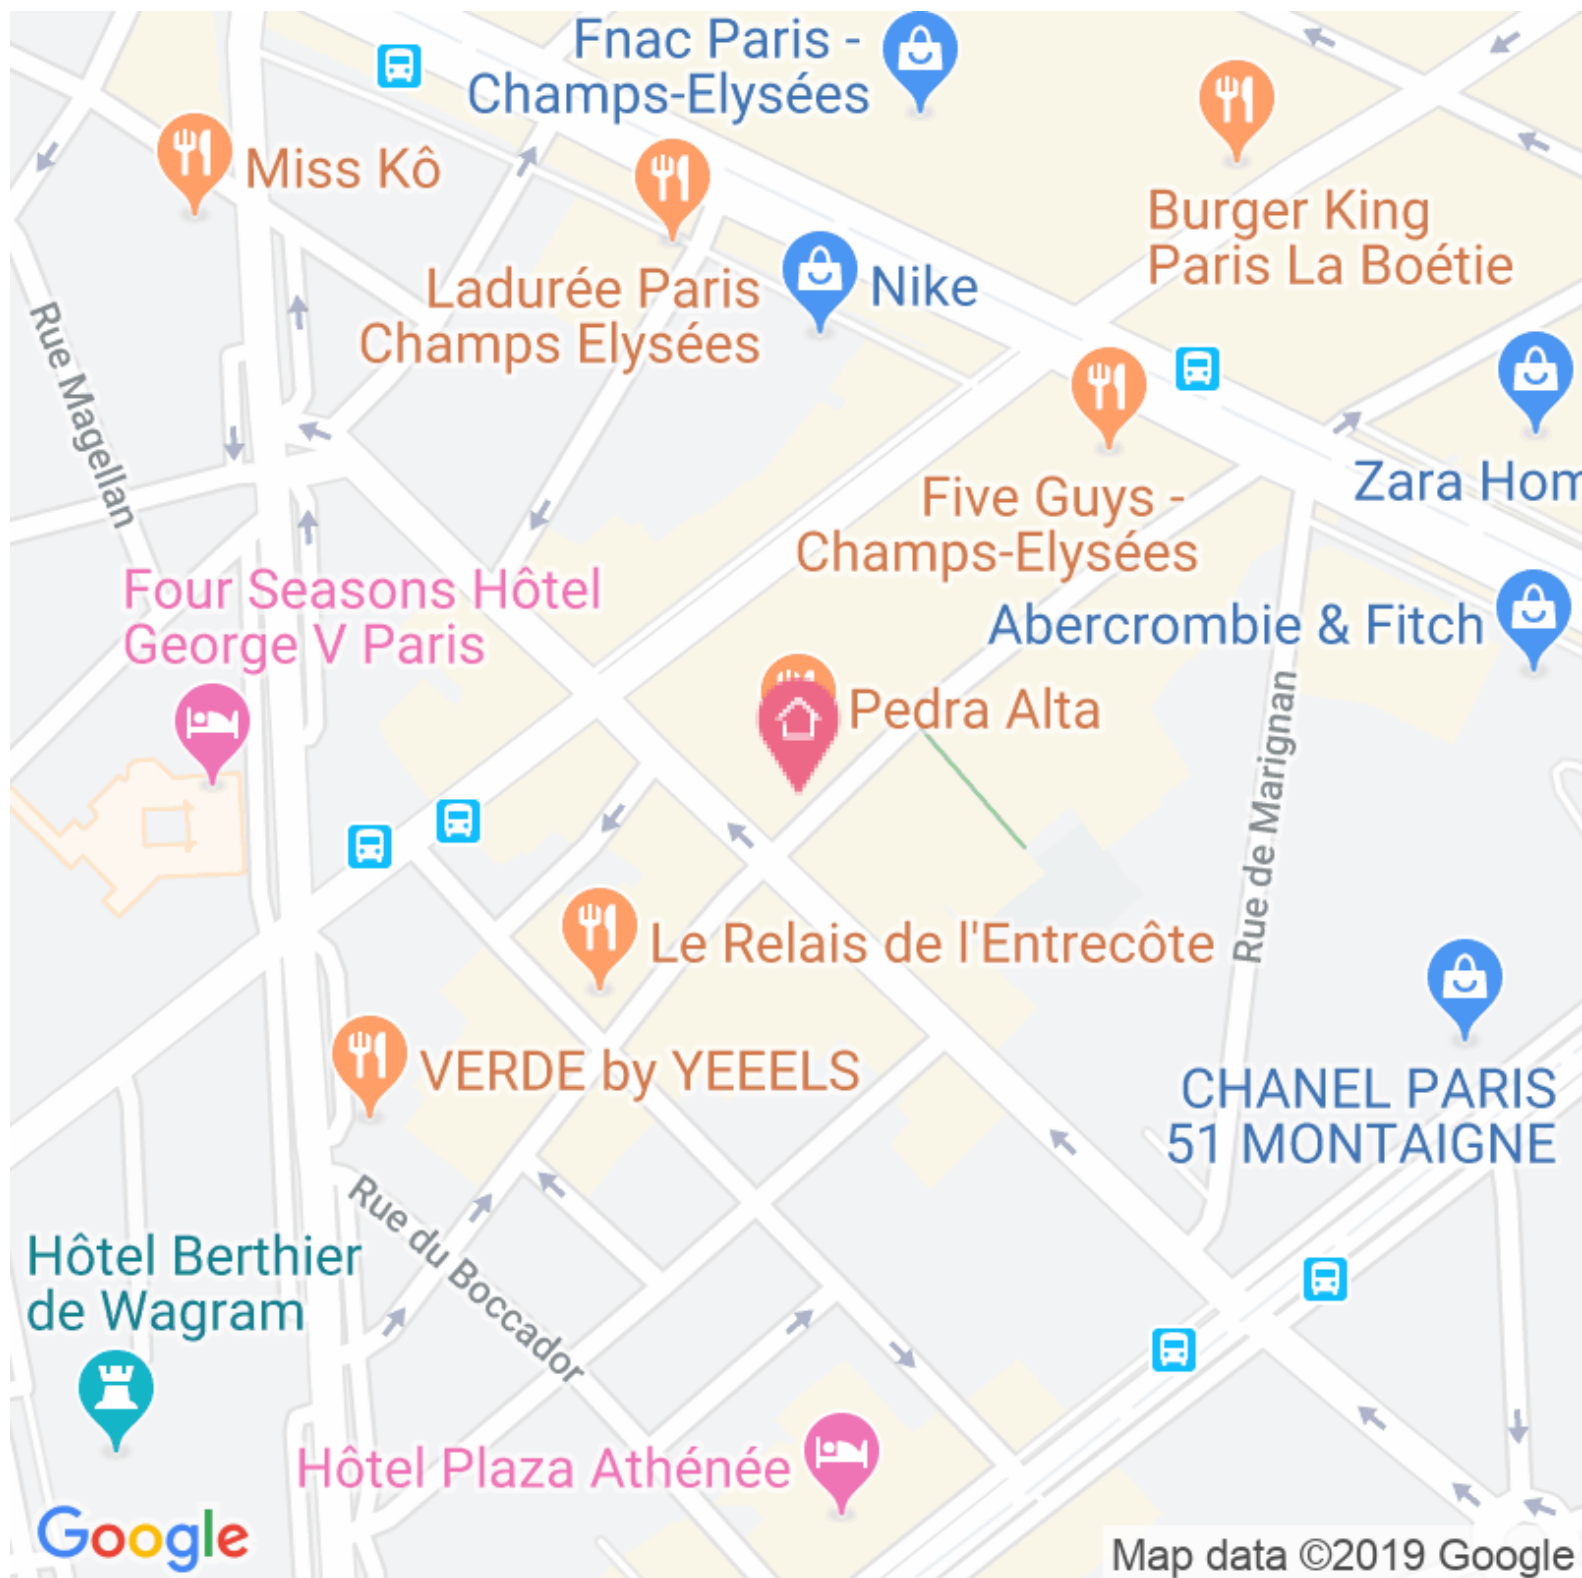 Fnac Paris -
Champs-Elysées
Miss Kô
Burger King
Paris La Boétie
Ladurée Paris
Champs Elysées
Nike
Rue Magellan
Zara Hom
Five Guys -
Champs-Elysées
Four Seasons Hôtel
George V Paris
Abercrombie & Fitch
Pedra Alta
Rue de Marignan
Le Relais de l'Entrecôte
VERDE by YEEELS
CHANEL PARIS
51 MONTAIGNE
Rue du Boccador
Hôtel Berthier
de Wagram
Hôtel Plaza Athénée
Google
Map data ©2019 Google